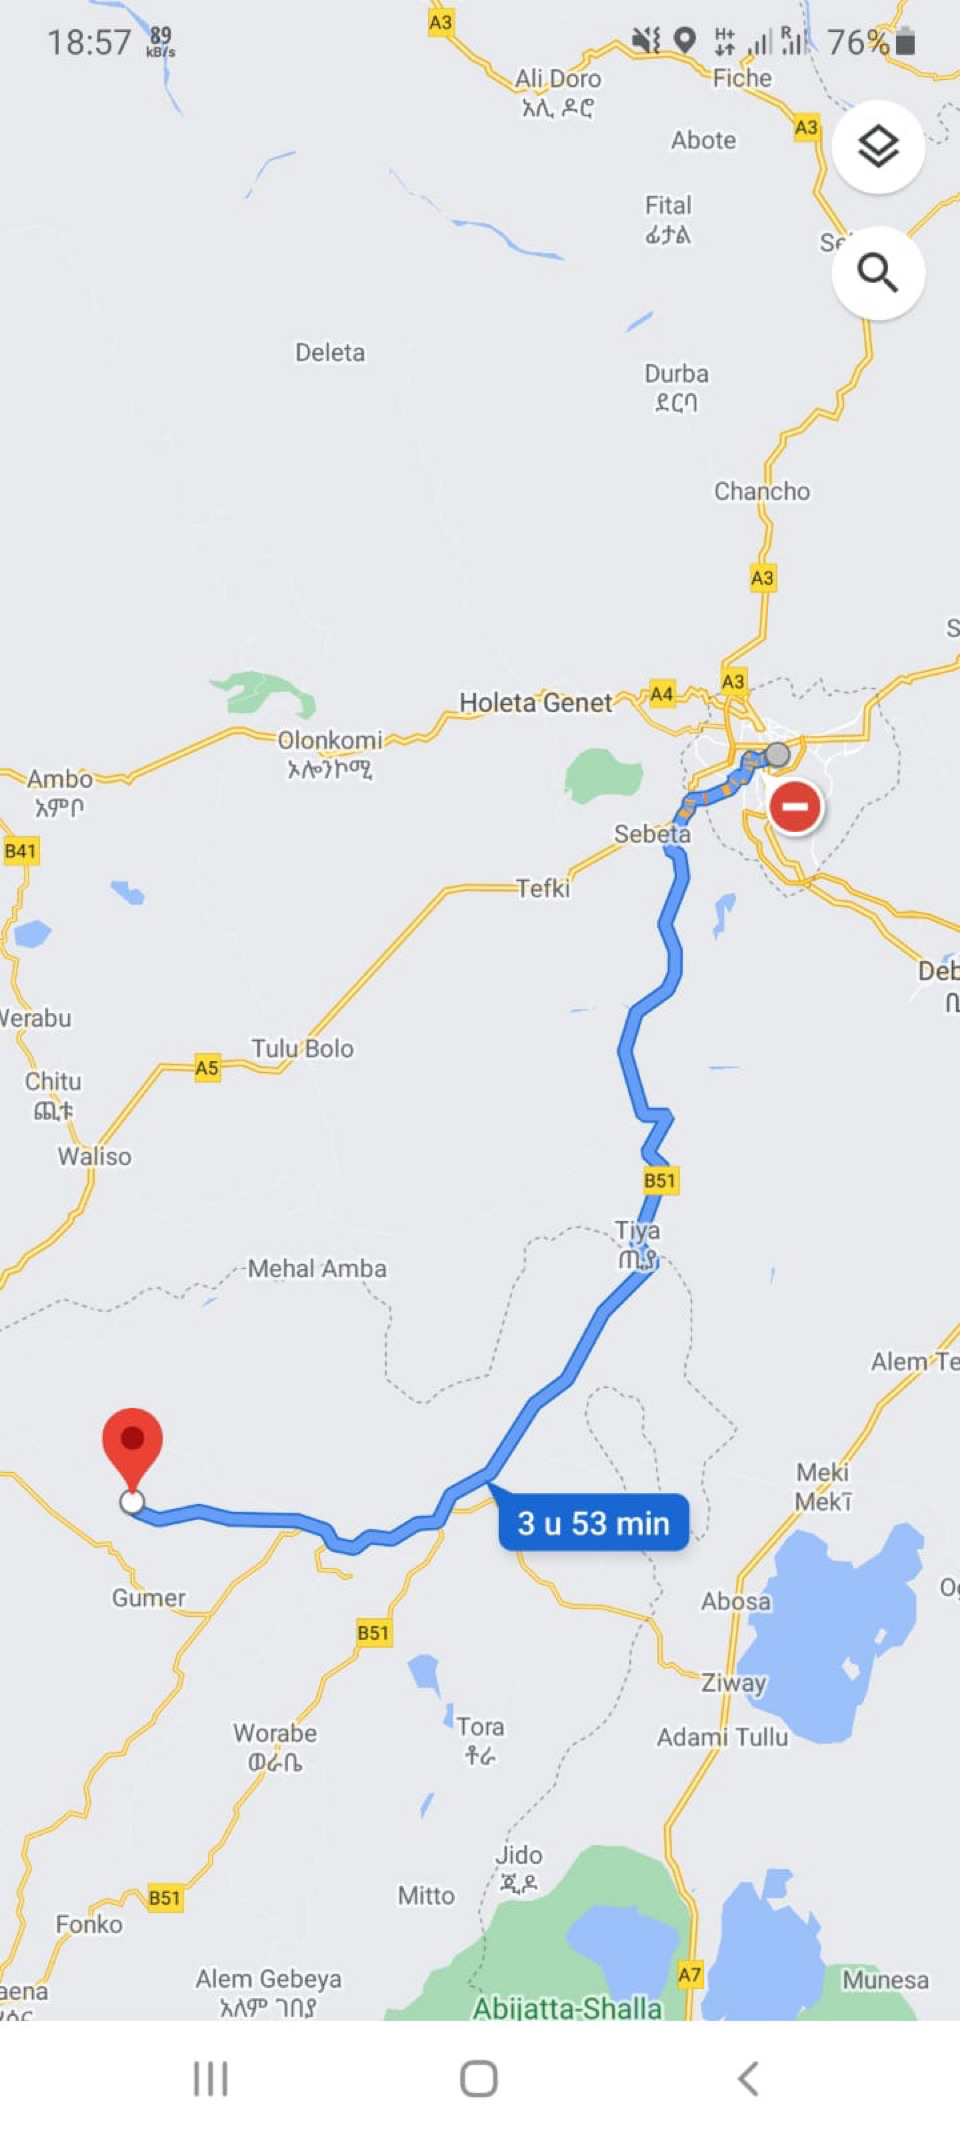 18:57
89
kB/s
H+
R
76%
A3
Ali Doro
አሊ ዶሮ
Fiche
A3
Abote
Fital
ፊታል
Deleta
Durba
ደርባ
Chancho
A3
A3
A4
Holeta Genet
Olonkomi
ኦሎንኮሚ
Ambo
አምቦ
B41
Sebeta
Tefki
Deb
Werabu
Tulu Bolo
A5
Chitu
ጪቱ
Waliso
B51
Tiya
ጢያ
Mehal Amba
Alem Te
Meki
Mek'ī
3 u 53 min
Gumer
Abosa
B51
Ziway
Worabe
ወራቤ
Tora
ቶራ
Adami Tullu
Jido
ጂዶ
Mitto
B51
Fonko
A7
Alem Gebeya
አለም ገበያ
Munesa
aena
Abijatta-Shalla